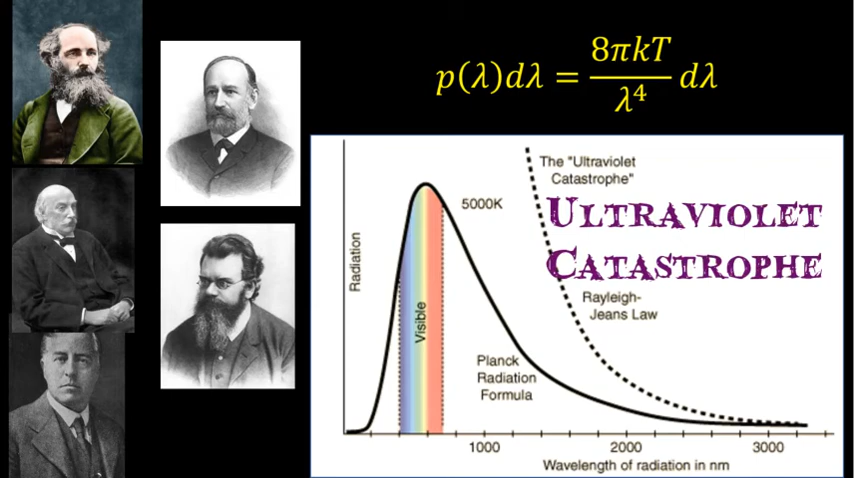 p(λ)dλ = 8πkT/λ⁴ dλ
The "Ultraviolet
Catastrophe"
5000K
ULTRAVIOLET
CATASTROPHE
Radiation
Rayleigh-
Jeans Law
Visible
Planck
Radiation
Formula
1000 2000 3000
Wavelength of radiation in nm